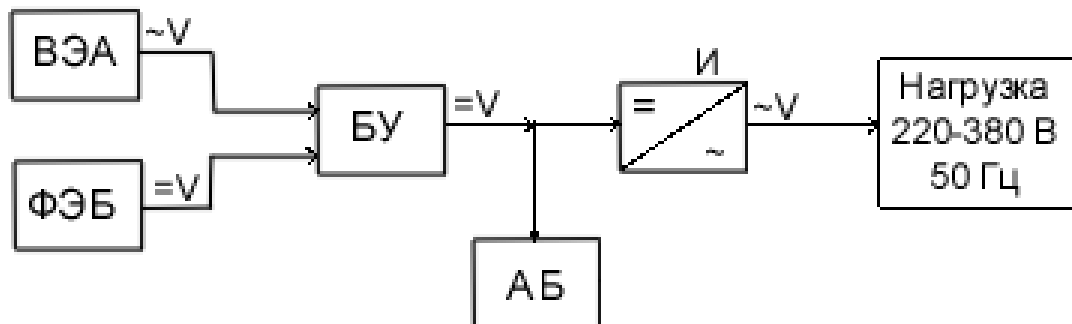 ВЭА
~V
ФЭБ
=V
БУ
=V
АБ
И
=
~
~V
Нагрузка
220-380 В
50 Гц